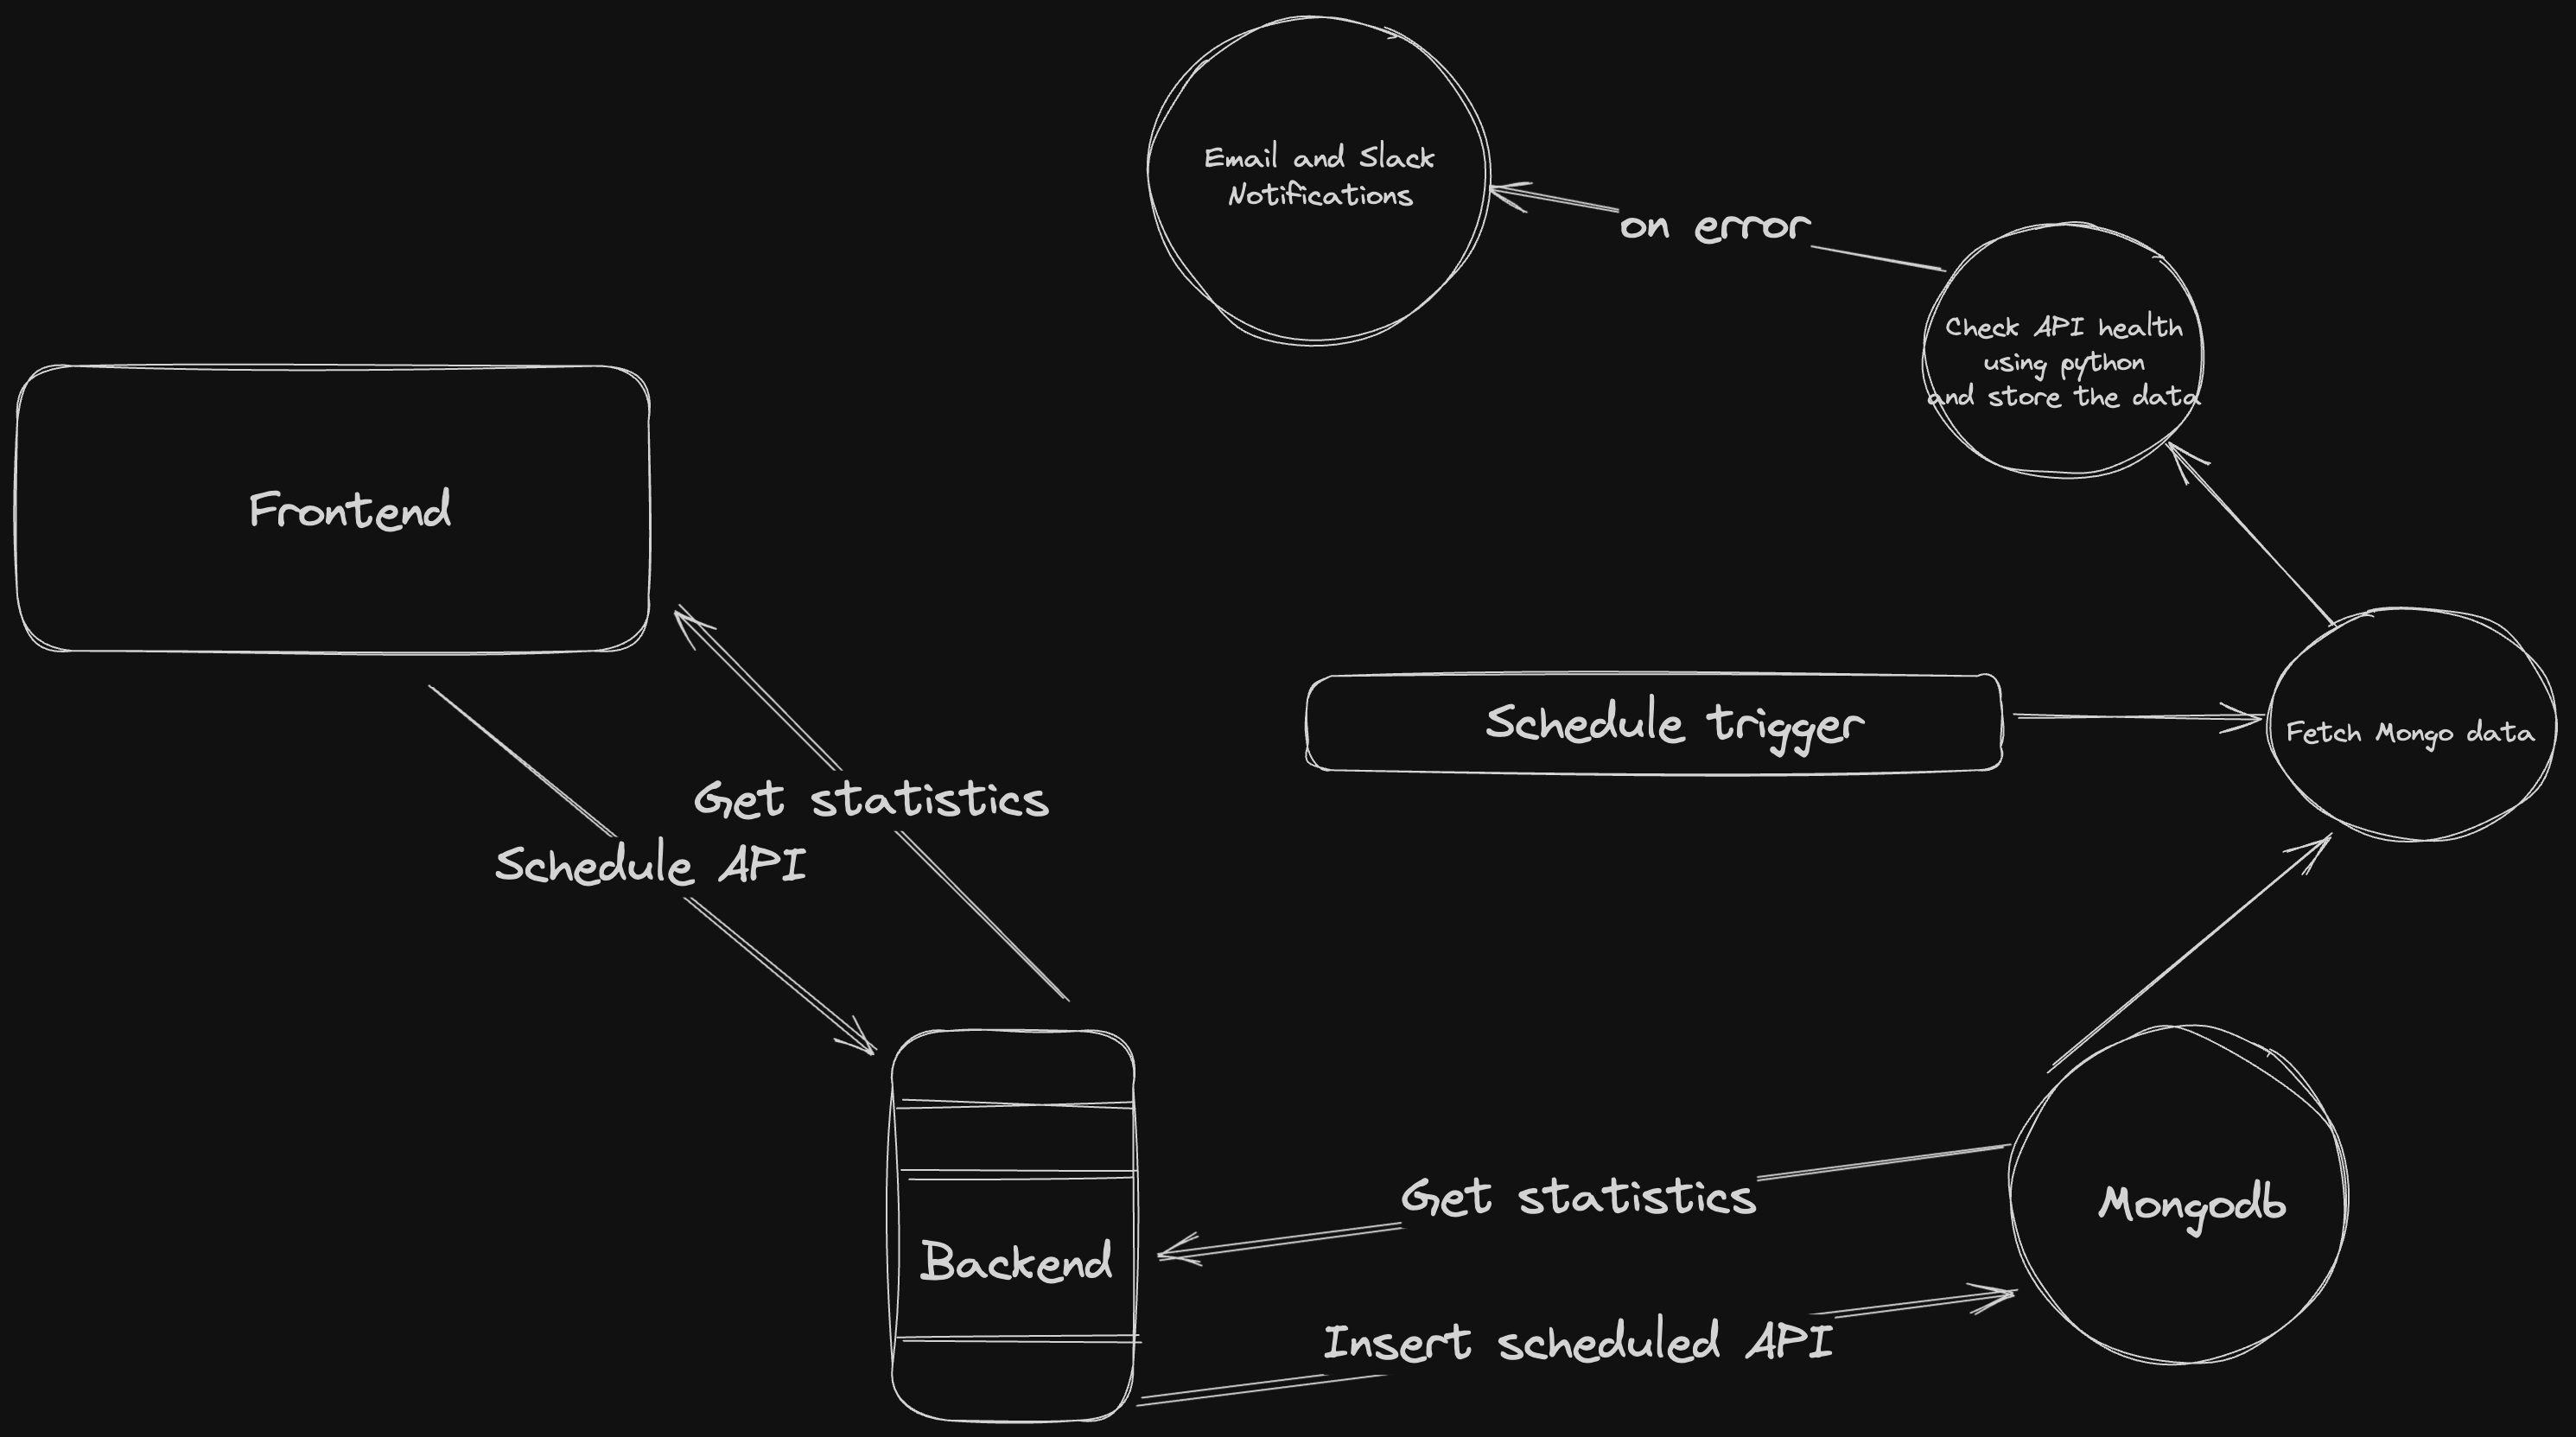 Email and Slack
Notifications
on error
Check API health
using python
and store the data
Frontend
Schedule trigger
Fetch Mongo data
Get statistics
Schedule API
Get statistics
Mongodb
Backend
Insert scheduled API